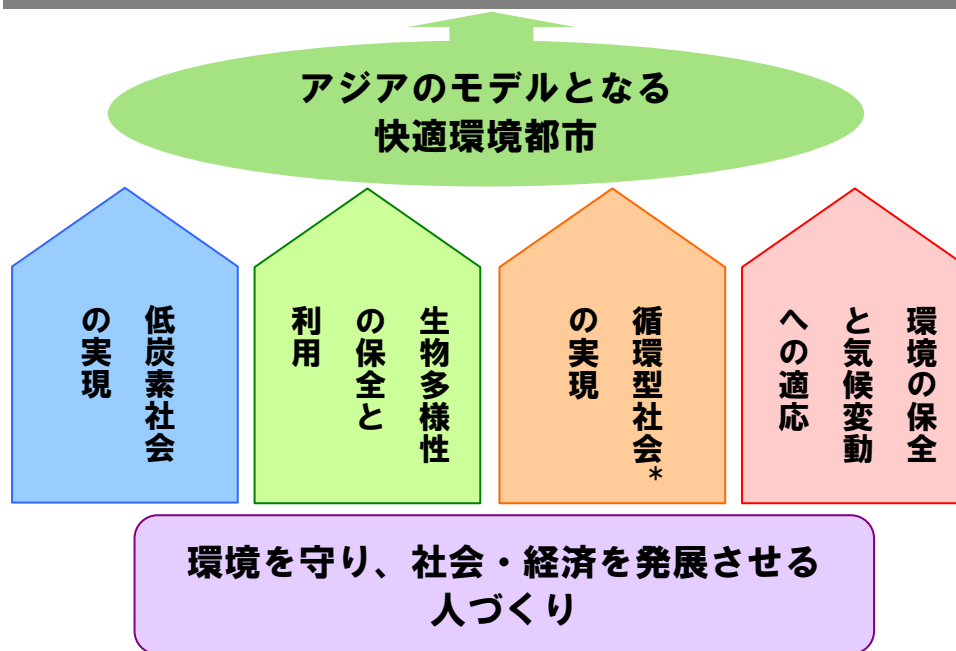 アジアのモデルとなる
快適環境都市
低炭素社会
の実現
生物多様性
の保全と
利用
循環型社会*
の実現
環境の保全
と気候変動
への適応
環境を守り、社会・経済を発展させる
人づくり